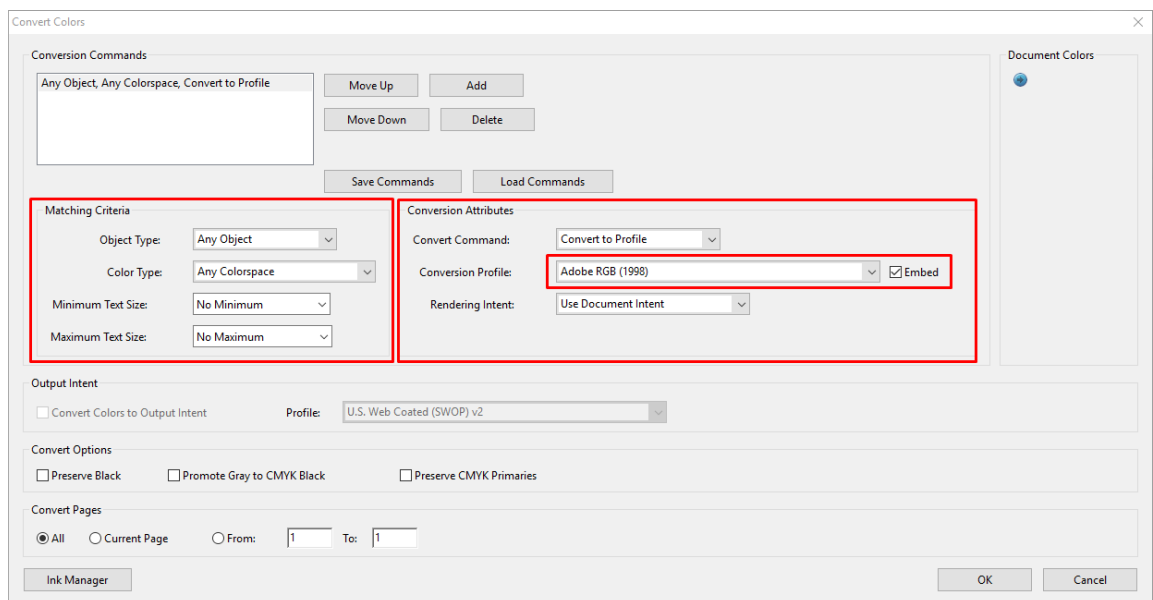 Convert Colors
Conversion Commands
Document Colors
Any Object, Any Colorspace, Convert to Profile
Move Up
Add
Move Down
Delete
Save Commands
Load Commands
Matching Criteria
Object Type: Any Object
Color Type: Any Colorspace
Minimum Text Size: No Minimum
Maximum Text Size: No Maximum
Conversion Attributes
Convert Command: Convert to Profile
Conversion Profile: Adobe RGB (1998) Embed
Rendering Intent: Use Document Intent
Output Intent
Convert Colors to Output Intent Profile: U.S. Web Coated (SWOP) v2
Convert Options
Preserve Black Promote Gray to CMYK Black Preserve CMYK Primaries
Convert Pages
All Current Page From: 1 To: 1
Ink Manager OK Cancel